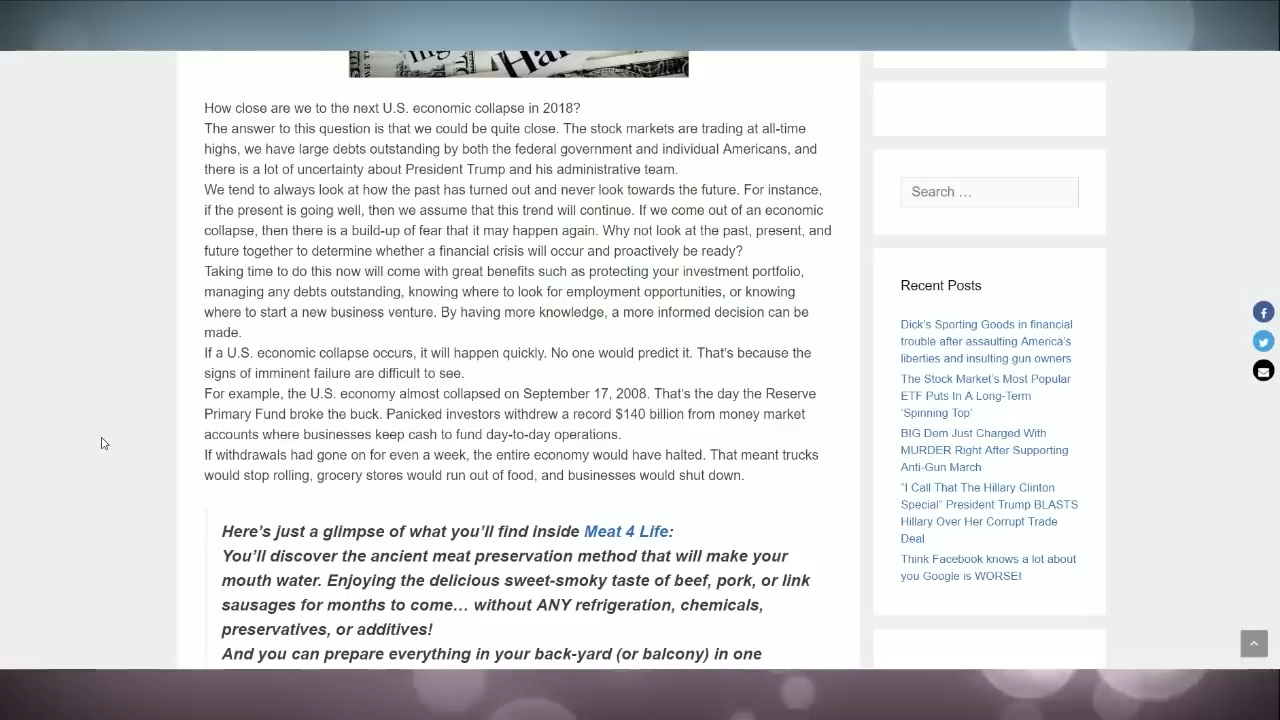 How close are we to the next U.S. economic collapse in 2018?
The answer to this question is that we could be quite close. The stock markets are trading at all-time
highs, we have large debts outstanding by both the federal government and individual Americans, and
there is a lot of uncertainty about President Trump and his administrative team.
We tend to always look at how the past has turned out and never look towards the future. For instance,
if the present is going well, then we assume that this trend will continue. If we come out of an economic
collapse, then there is a build-up of fear that it may happen again. Why not look at the past, present, and
future together to determine whether a financial crisis will occur and proactively be ready?
Taking time to do this now will come with great benefits such as protecting your investment portfolio,
managing any debts outstanding, knowing where to look for employment opportunities, or knowing
where to start a new business venture. By having more knowledge, a more informed decision can be
made.
If a U.S. economic collapse occurs, it will happen quickly. No one would predict it. That's because the
signs of imminent failure are difficult to see.
For example, the U.S. economy almost collapsed on September 17, 2008. That's the day the Reserve
Primary Fund broke the buck. Panicked investors withdrew a record $140 billion from money market
accounts where businesses keep cash to fund day-to-day operations.
If withdrawals had gone on for even a week, the entire economy would have halted. That meant trucks
would stop rolling, grocery stores would run out of food, and businesses would shut down.
Here's just a glimpse of what you'll find inside Meat 4 Life:
You'll discover the ancient meat preservation method that will make your
mouth water. Enjoying the delicious sweet-smoky taste of beef, pork, or link
sausages for months to come… without ANY refrigeration, chemicals,
preservatives, or additives!
And you can prepare everything in your back-yard (or balcony) in one
Search …
Recent Posts
Dick's Sporting Goods in financial
trouble after assaulting America's
liberties and insulting gun owners
The Stock Market's Most Popular
ETF Puts In A Long-Term
'Spinning Top'
BIG Dem Just Charged With
MURDER Right After Supporting
Anti-Gun March
"I Call That The Hillary Clinton
Special" President Trump BLASTS
Hillary Over Her Corrupt Trade
Deal
Think Facebook knows a lot about
you Google is WORSE!